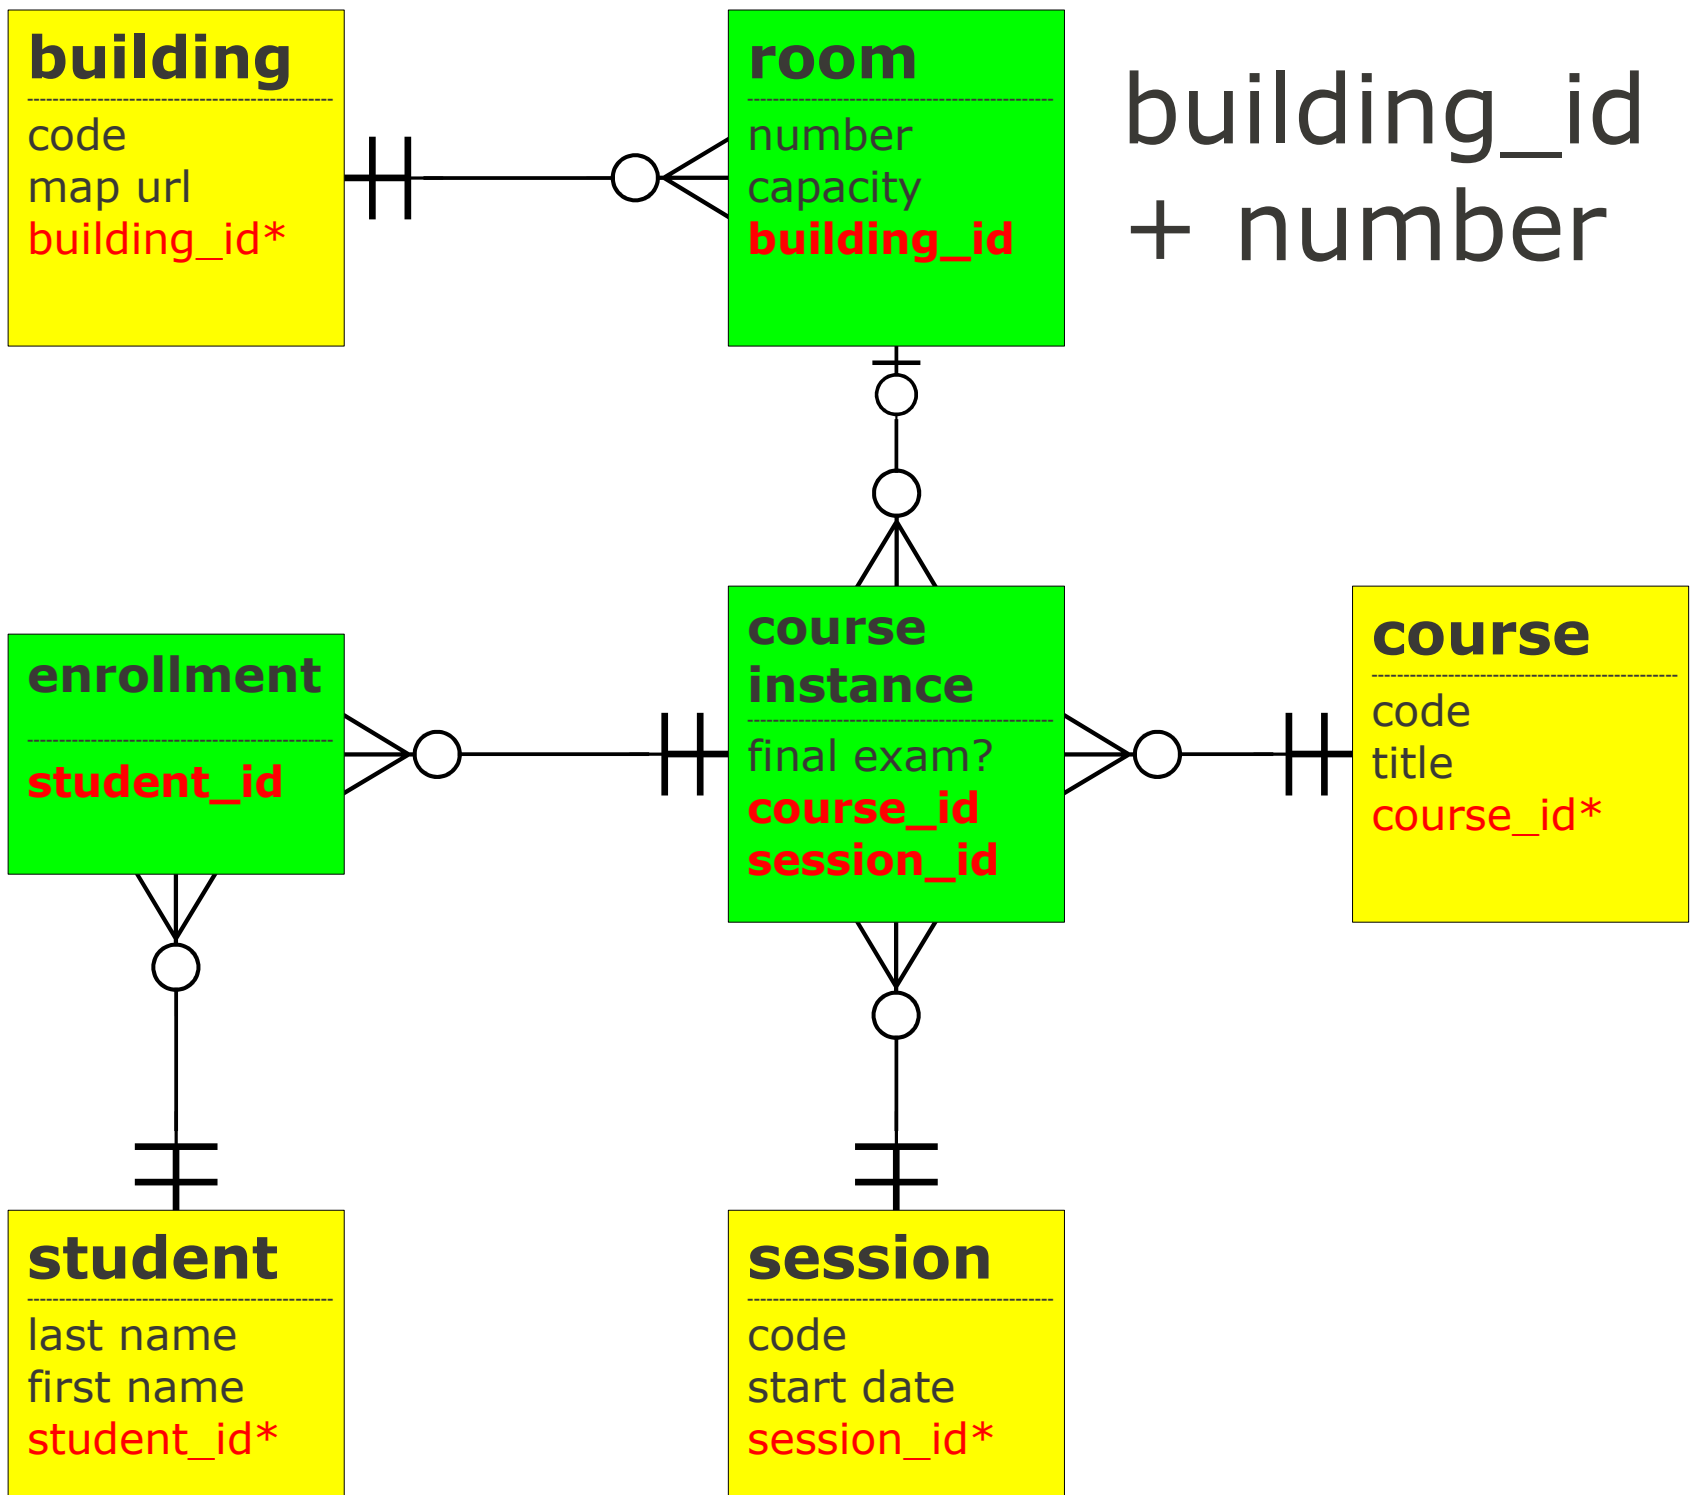 building
code
map url
building_id*
room
number
capacity
building_id
building_id
+ number
enrollment
student_id
course
instance
final exam?
course_id
session_id
course
code
title
course_id*
student
last name
first name
student_id*
session
code
start date
session_id*